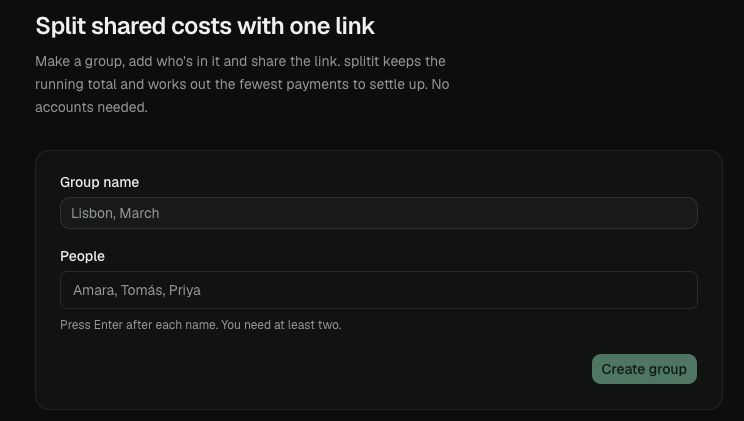 Split shared costs with one link
Make a group, add who's in it and share the link. splitit keeps the
running total and works out the fewest payments to settle up. No
accounts needed.
Group name
Lisbon, March
People
Amara, Tomás, Priya
Press Enter after each name. You need at least two.
Create group